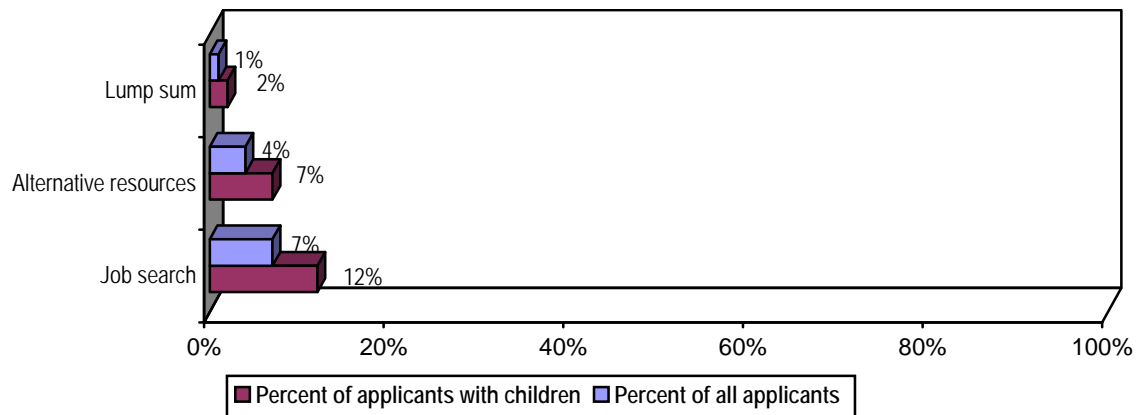 1%
Lump sum
2%
4%
Alternative resources
7%
7%
Job search
12%
0% 20% 40% 60% 80% 100%
Percent of applicants with children Percent of all applicants